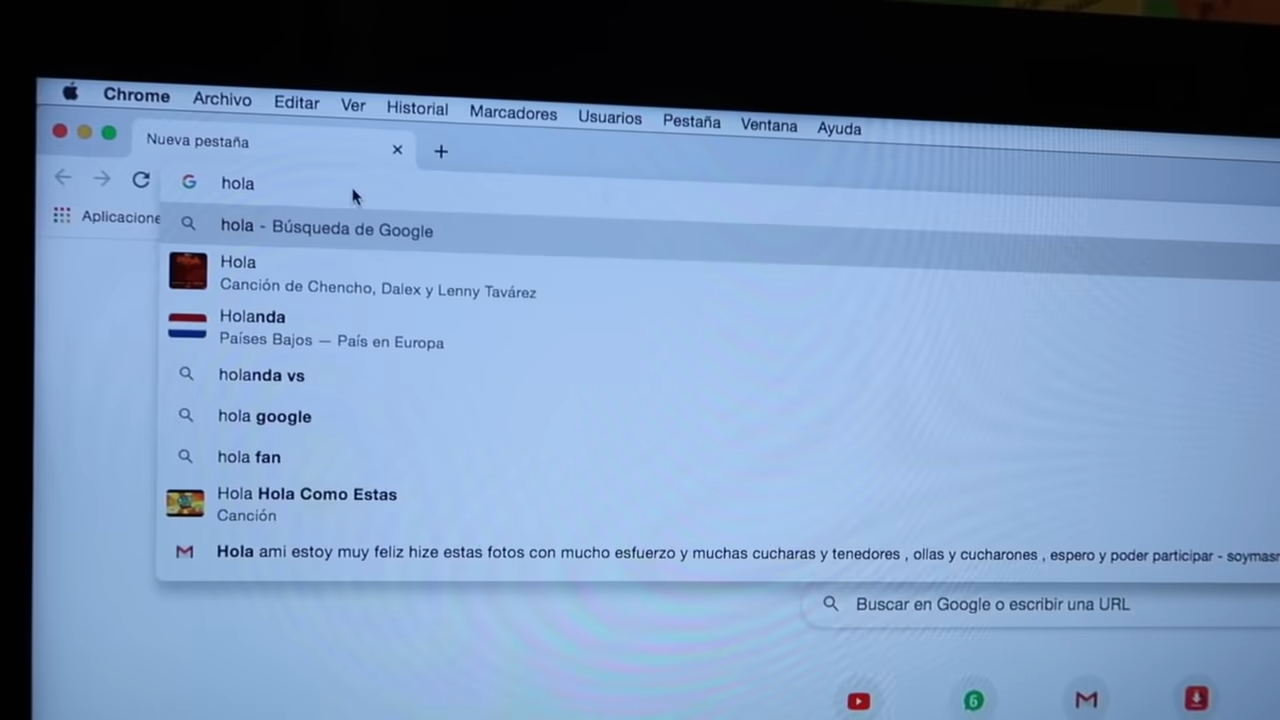 Chrome Archivo Editar Ver Historial Marcadores Usuarios Pestaña Ventana Ayuda
Nueva pestaña
hola
Aplicacione
hola - Búsqueda de Google
Hola
Canción de Chencho, Dalex y Lenny Tavárez
Holanda
Países Bajos — País en Europa
holanda vs
hola google
hola fan
Hola Hola Como Estas
Canción
Hola ami estoy muy feliz hize estas fotos con mucho esfuerzo y muchas cucharas y tenedores , ollas y cucharones , espero y poder participar - soymasr
Buscar en Google o escribir una URL
6